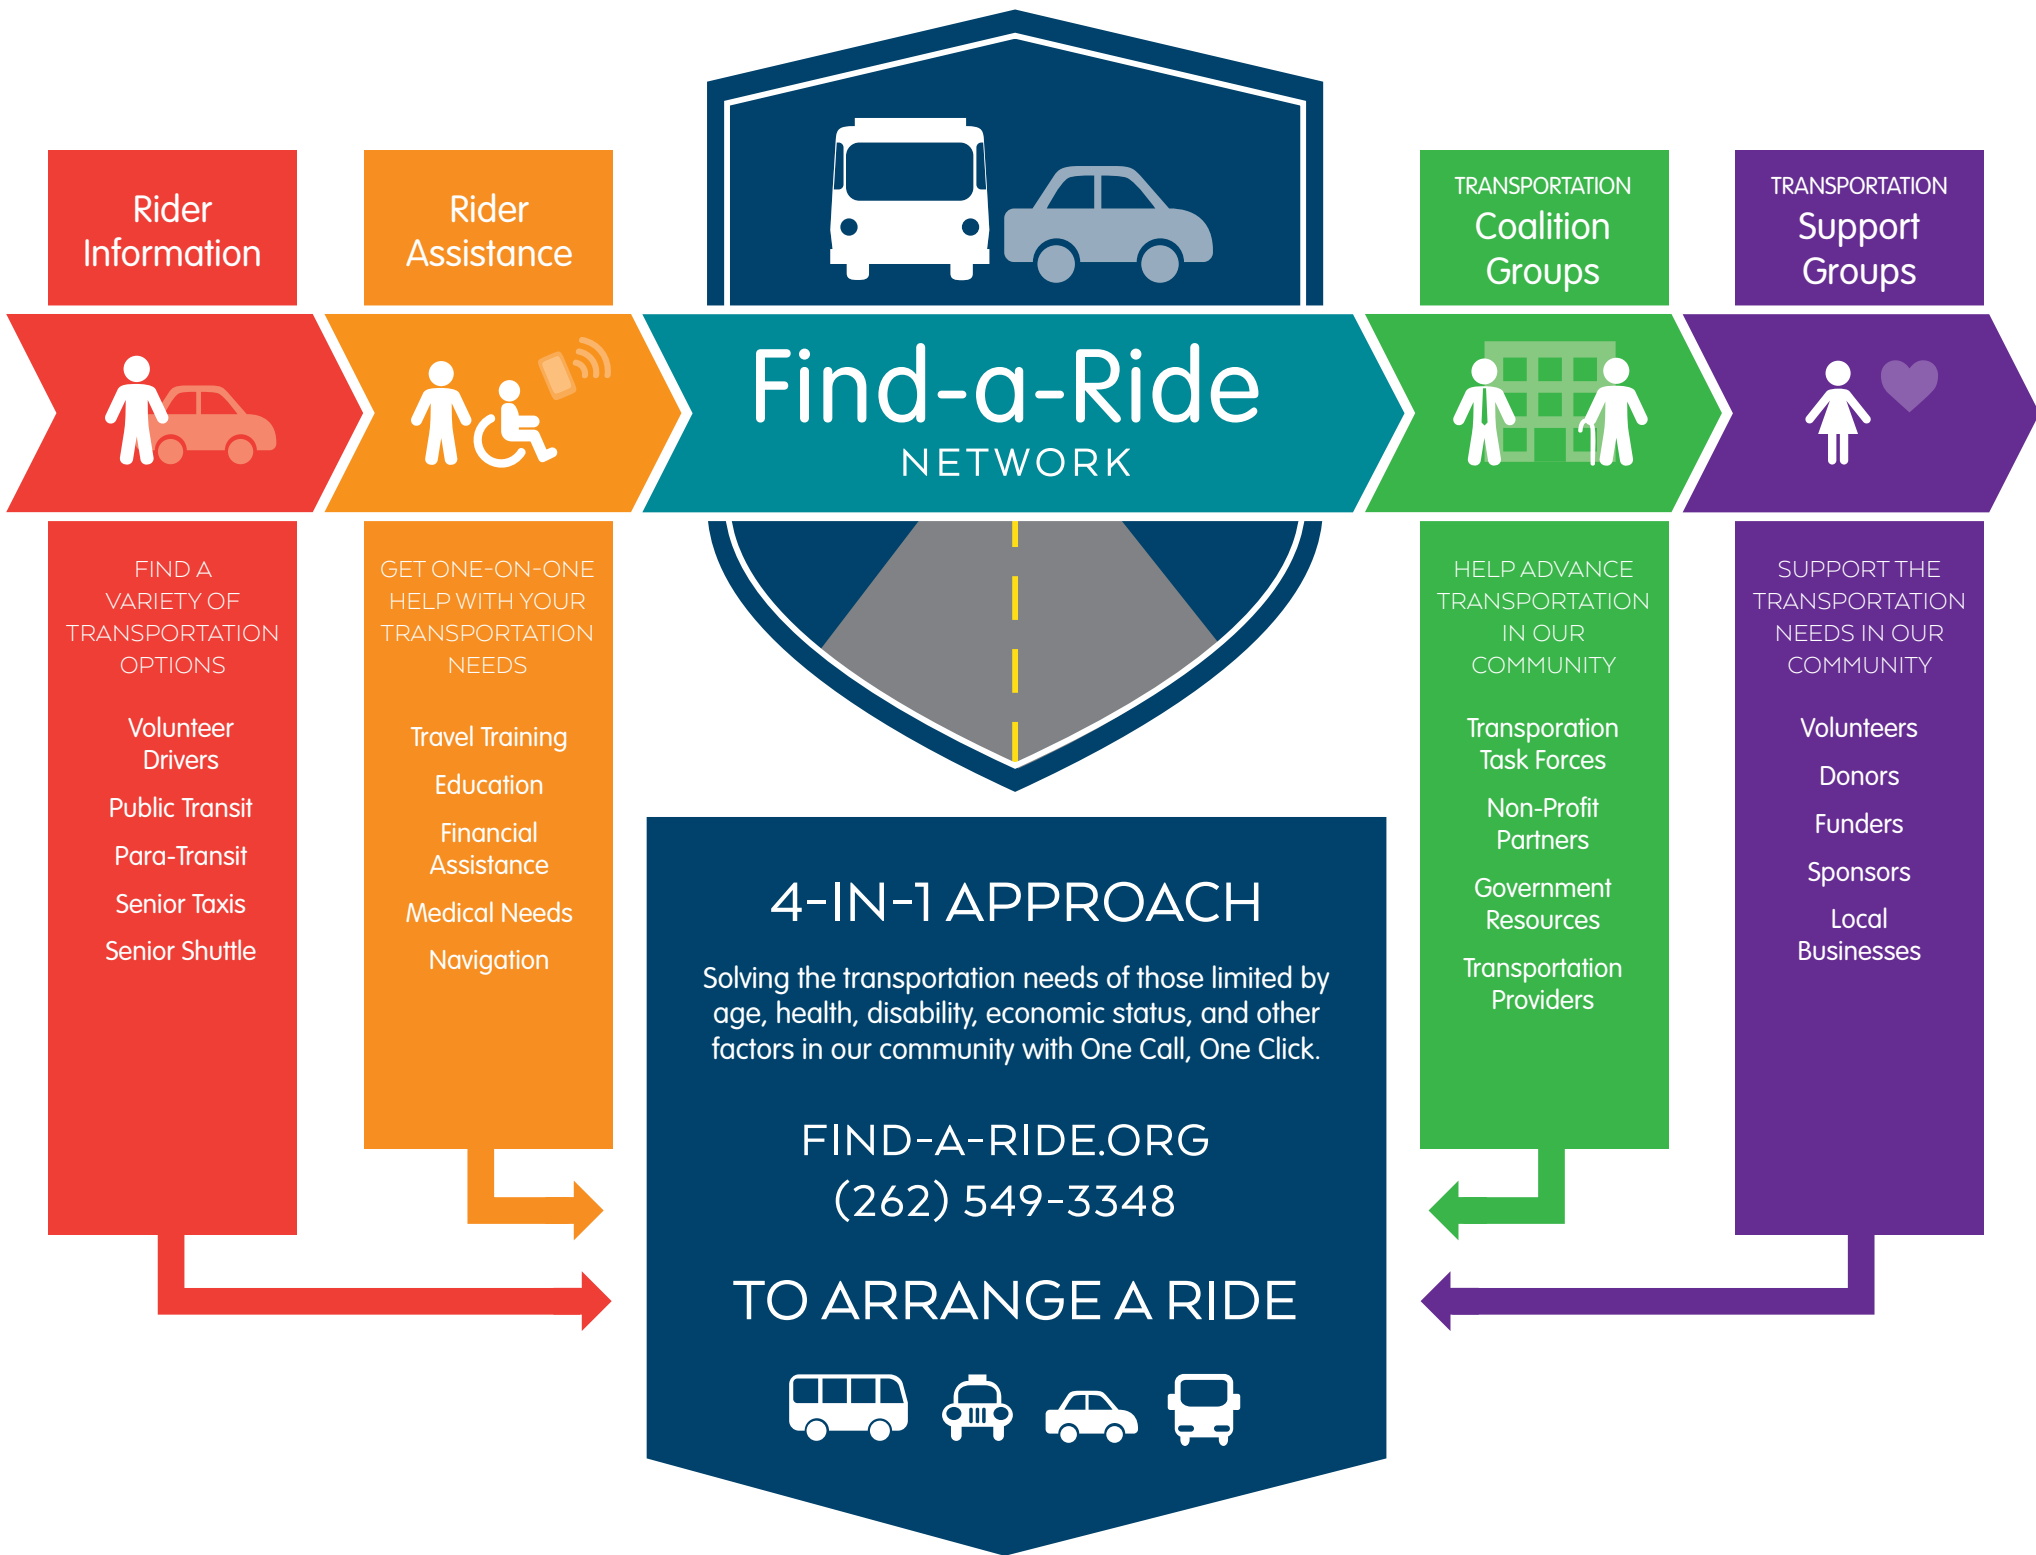 Rider
Information
FIND A
VARIETY OF
TRANSPORTATION
OPTIONS
Volunteer
Drivers
Public Transit
Para-Transit
Senior Taxis
Senior Shuttle
Rider
Assistance
GET ONE-ON-ONE
HELP WITH YOUR
TRANSPORTATION
NEEDS
Travel Training
Education
Financial
Assistance
Medical Needs
Navigation
Find-a-Ride
NETWORK
4-IN-1 APPROACH
Solving the transportation needs of those limited by
age, health, disability, economic status, and other
factors in our community with One Call, One Click.
FIND-A-RIDE.ORG
(262) 549-3348
TO ARRANGE A RIDE
TRANSPORTATION
Coalition
Groups
HELP ADVANCE
TRANSPORTATION
IN OUR
COMMUNITY
Transporation
Task Forces
Non-Profit
Partners
Government
Resources
Transportation
Providers
TRANSPORTATION
Support
Groups
SUPPORT THE
TRANSPORTATION
NEEDS IN OUR
COMMUNITY
Volunteers
Donors
Funders
Sponsors
Local
Businesses